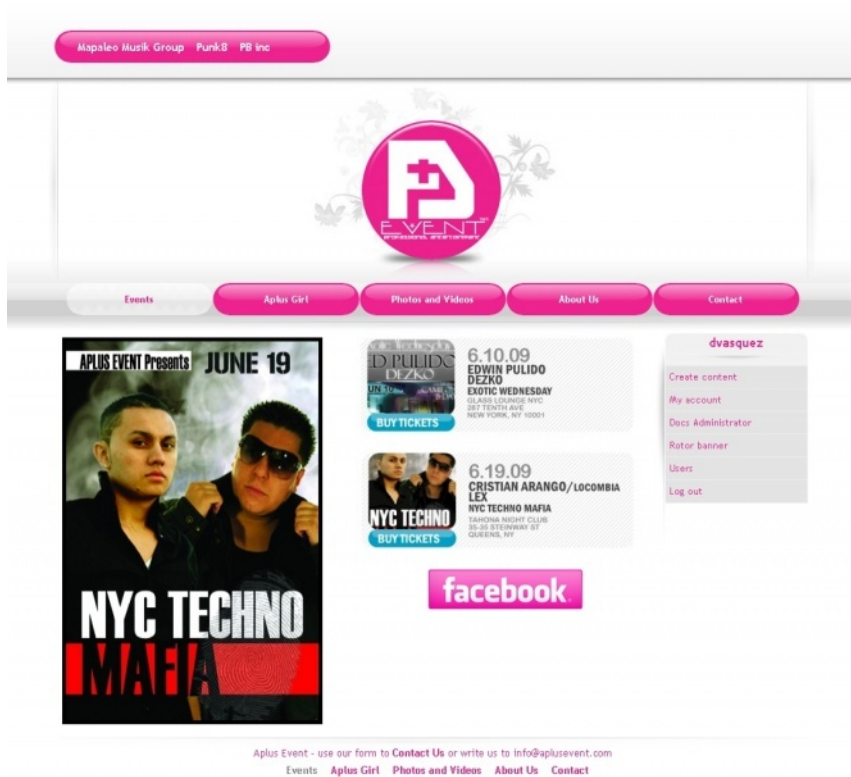 Mapaleo Musik Group Punk8 PB inc
EVENT
professional entertainment
Events Aplus Girl Photos and Videos About Us Contact
APLUS EVENT Presents JUNE 19
NYC TECHNO
MAFIA
ED PULIDO
DEZKO
BUY TICKETS
6.10.09
EDWIN PULIDO
DEZKO
EXOTIC WEDNESDAY
GLASS LOUNGE NYC
287 TENTH AVE
NEW YORK, NY 10001
NYC TECHNO
BUY TICKETS
6.19.09
CRISTIAN ARANGO/LOCOMBIA
LEX
NYC TECHNO MAFIA
TAHONA NIGHT CLUB
35-35 STEINWAY ST
QUEENS, NY
facebook
dvasquez
Create content
My account
Docs Administrator
Rotor banner
Users
Log out
Aplus Event - use our form to Contact Us or write us to info@aplusevent.com
Events Aplus Girl Photos and Videos About Us Contact